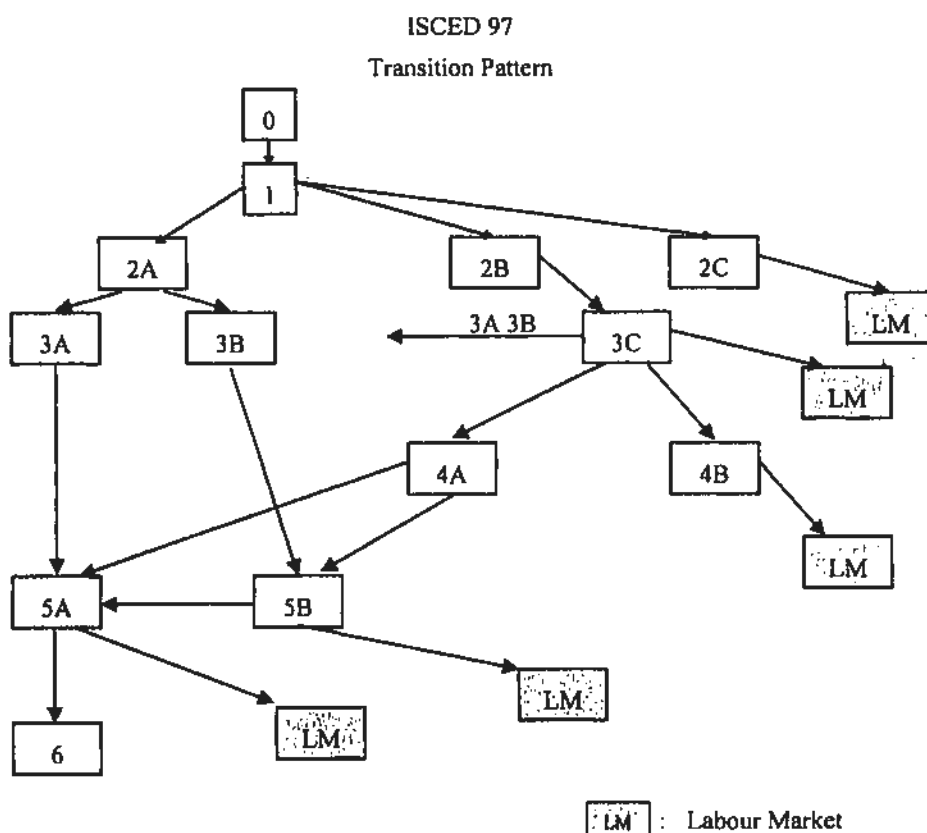 ISCED 97
Transition Pattern
0
1
2A
2B
2C
LM
3A
3B
3A 3B
3C
LM
4A
4B
LM
5A
5B
LM
LM
6
LM : Labour Market